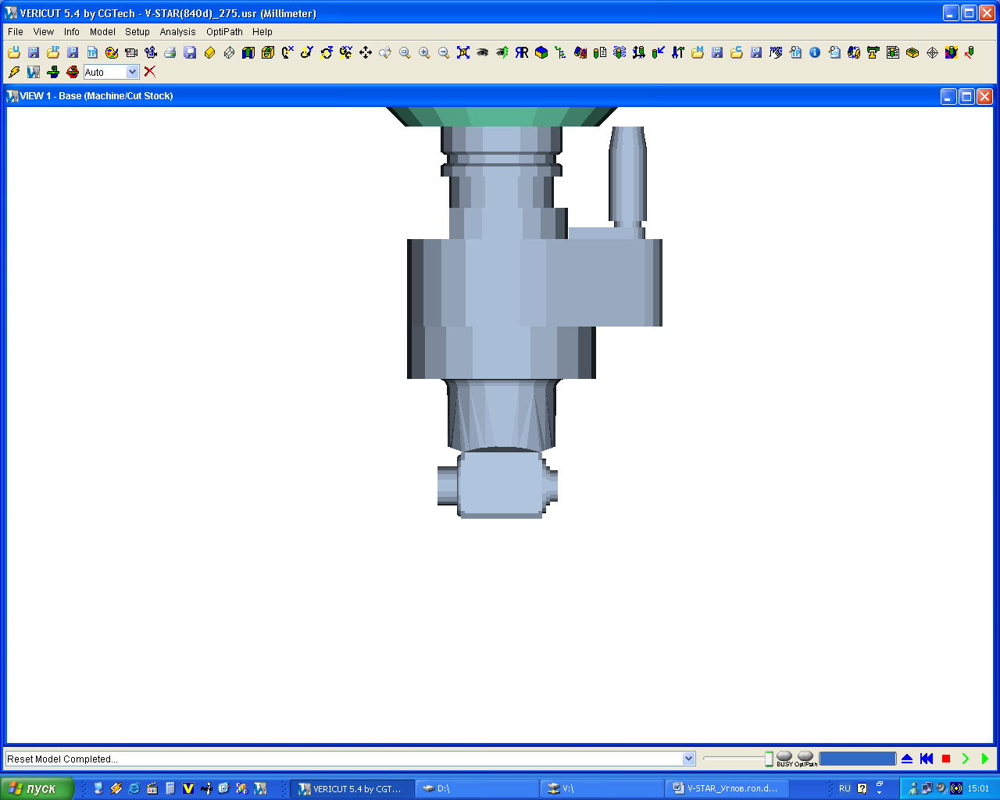 VERICUT 5.4 by CGTech - V-STAR(840d)_275.usr (Millimeter)
File View Info Model Setup Analysis OptiPath Help
Auto
VIEW 1 - Base (Machine/Cut Stock)
Reset Model Completed...
BUSY OptiPath
пуск VERICUT 5.4 by CGT... D:\ V:\ V-STAR_Углов.гол.d... RU 15:01